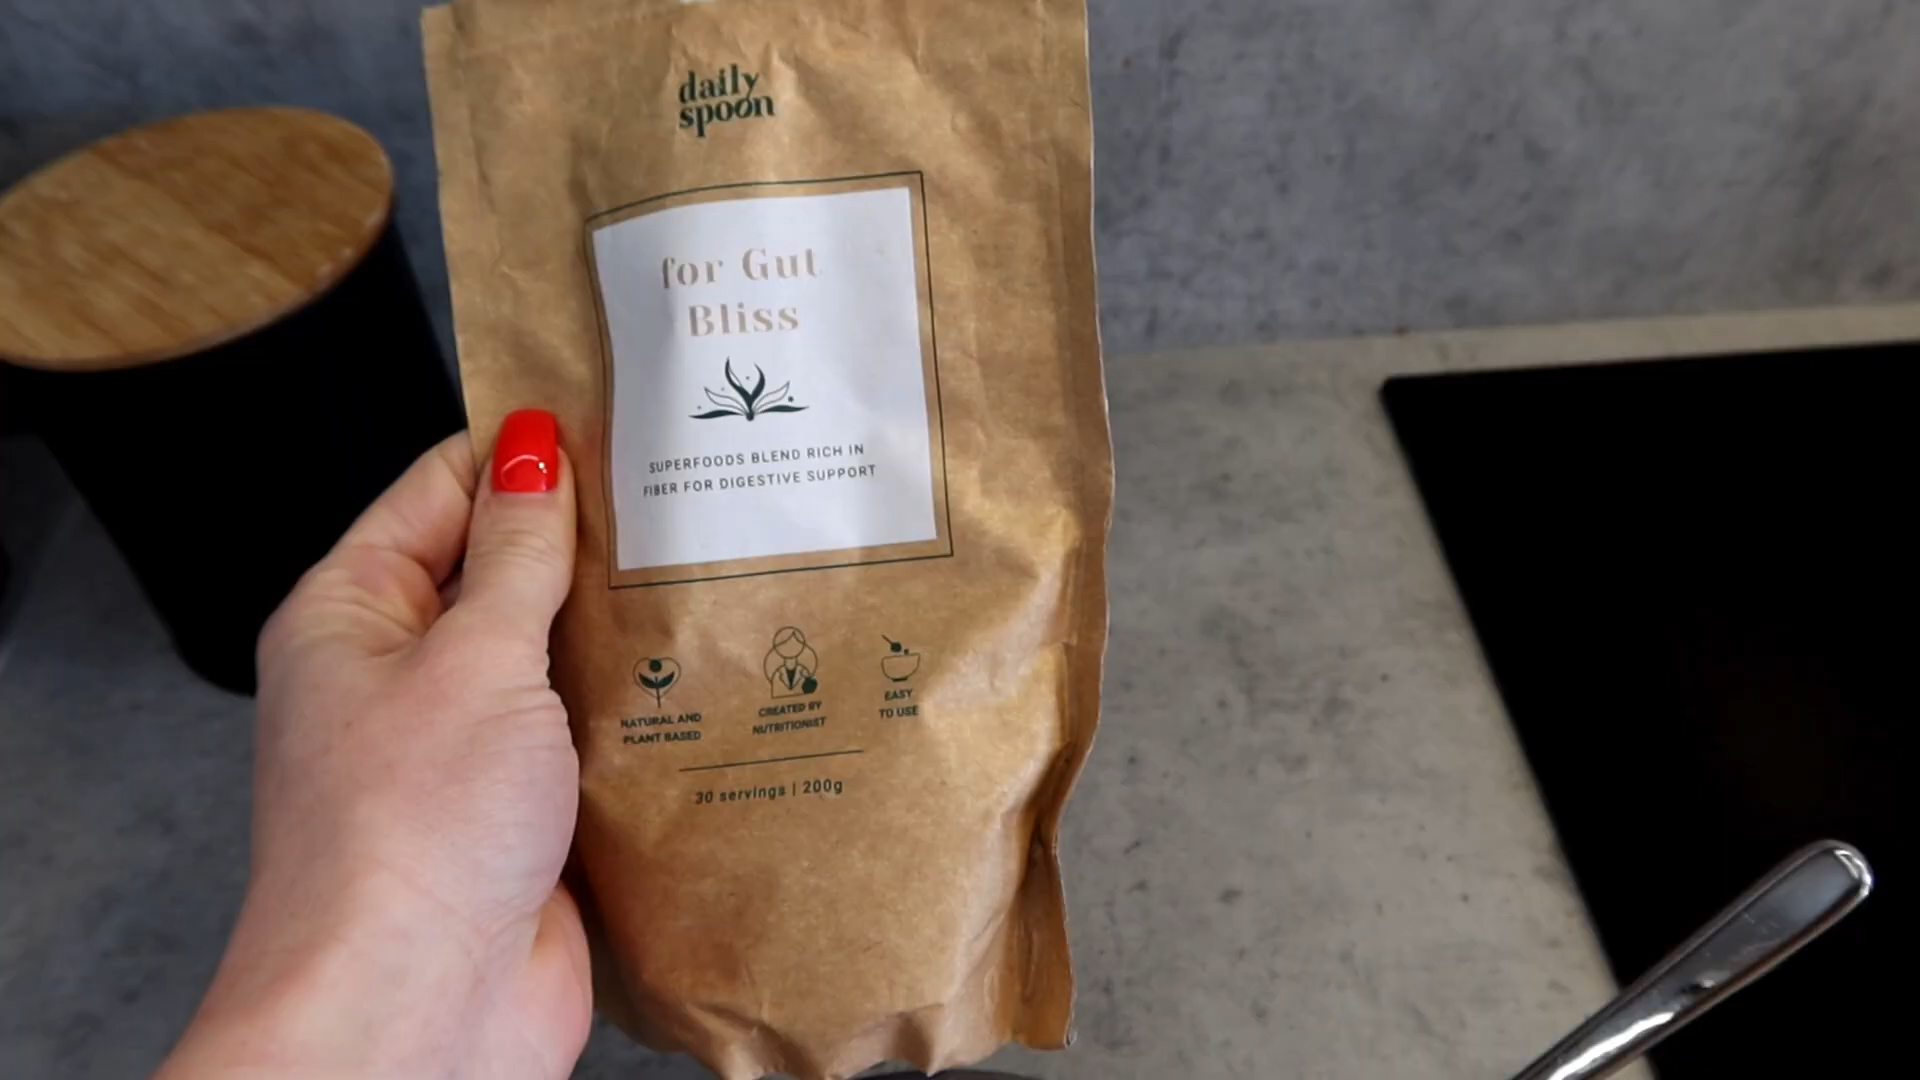 daily
spoon
for Gut
Bliss
SUPERFOODS BLEND RICH IN
FIBER FOR DIGESTIVE SUPPORT
NATURAL AND
PLANT BASED
CREATED BY
NUTRITIONIST
EASY
TO USE
30 servings | 200g